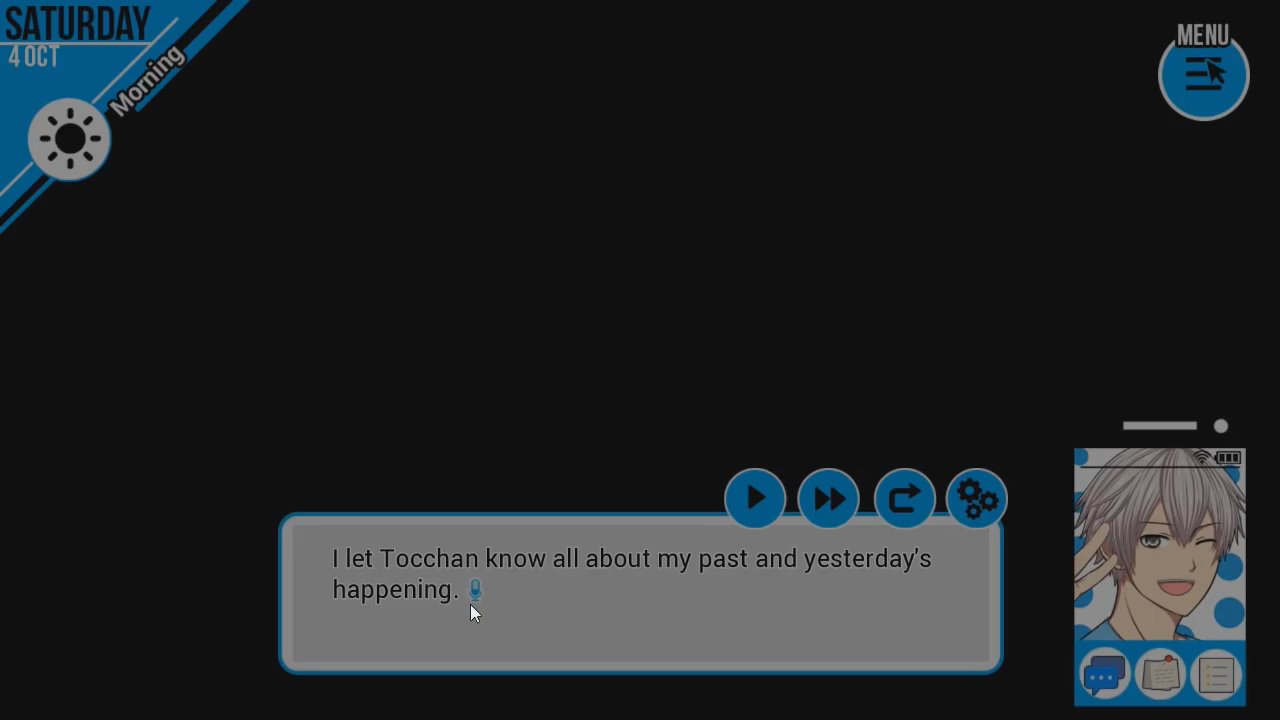 SATURDAY
4 OCT
Morning
MENU
I let Tocchan know all about my past and yesterday's
happening.